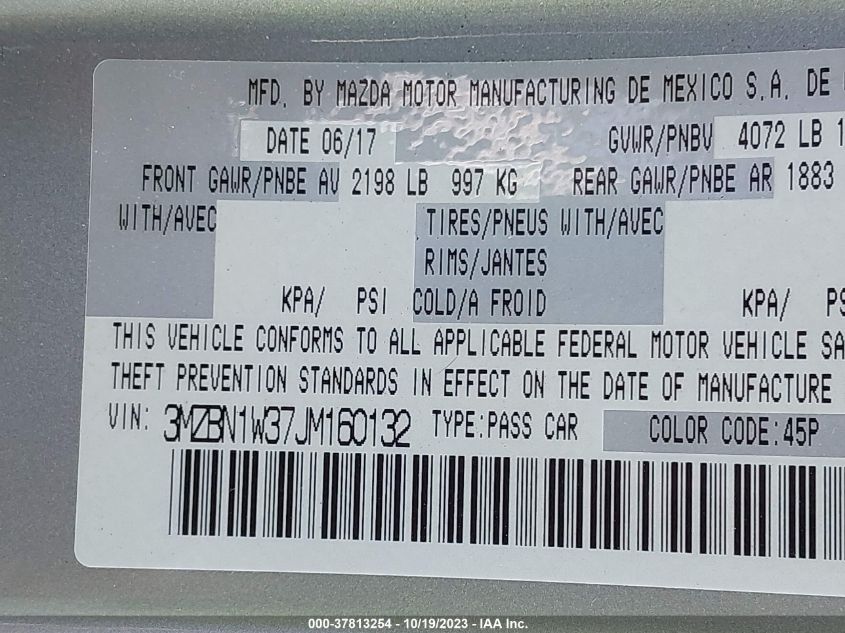 MFD. BY MAZDA MOTOR MANUFACTURING DE MEXICO S.A. DE
DATE 06/17 GVWR/PNBV 4072 LB 1
FRONT GAWR/PNBE AV 2198 LB 997 KG REAR GAWR/PNBE AR 1883
WITH/AVEC TIRES/PNEUS WITH/AVEC
RIMS/JANTES
KPA/ PSI COLD/A FROID KPA/ PS
THIS VEHICLE CONFORMS TO ALL APPLICABLE FEDERAL MOTOR VEHICLE SA
THEFT PREVENTION STANDARDS IN EFFECT ON THE DATE OF MANUFACTURE
VIN: 3MZBN1W37JM160132 TYPE:PASS CAR COLOR CODE:45P
000-37813254 - 10/19/2023 - IAA Inc.